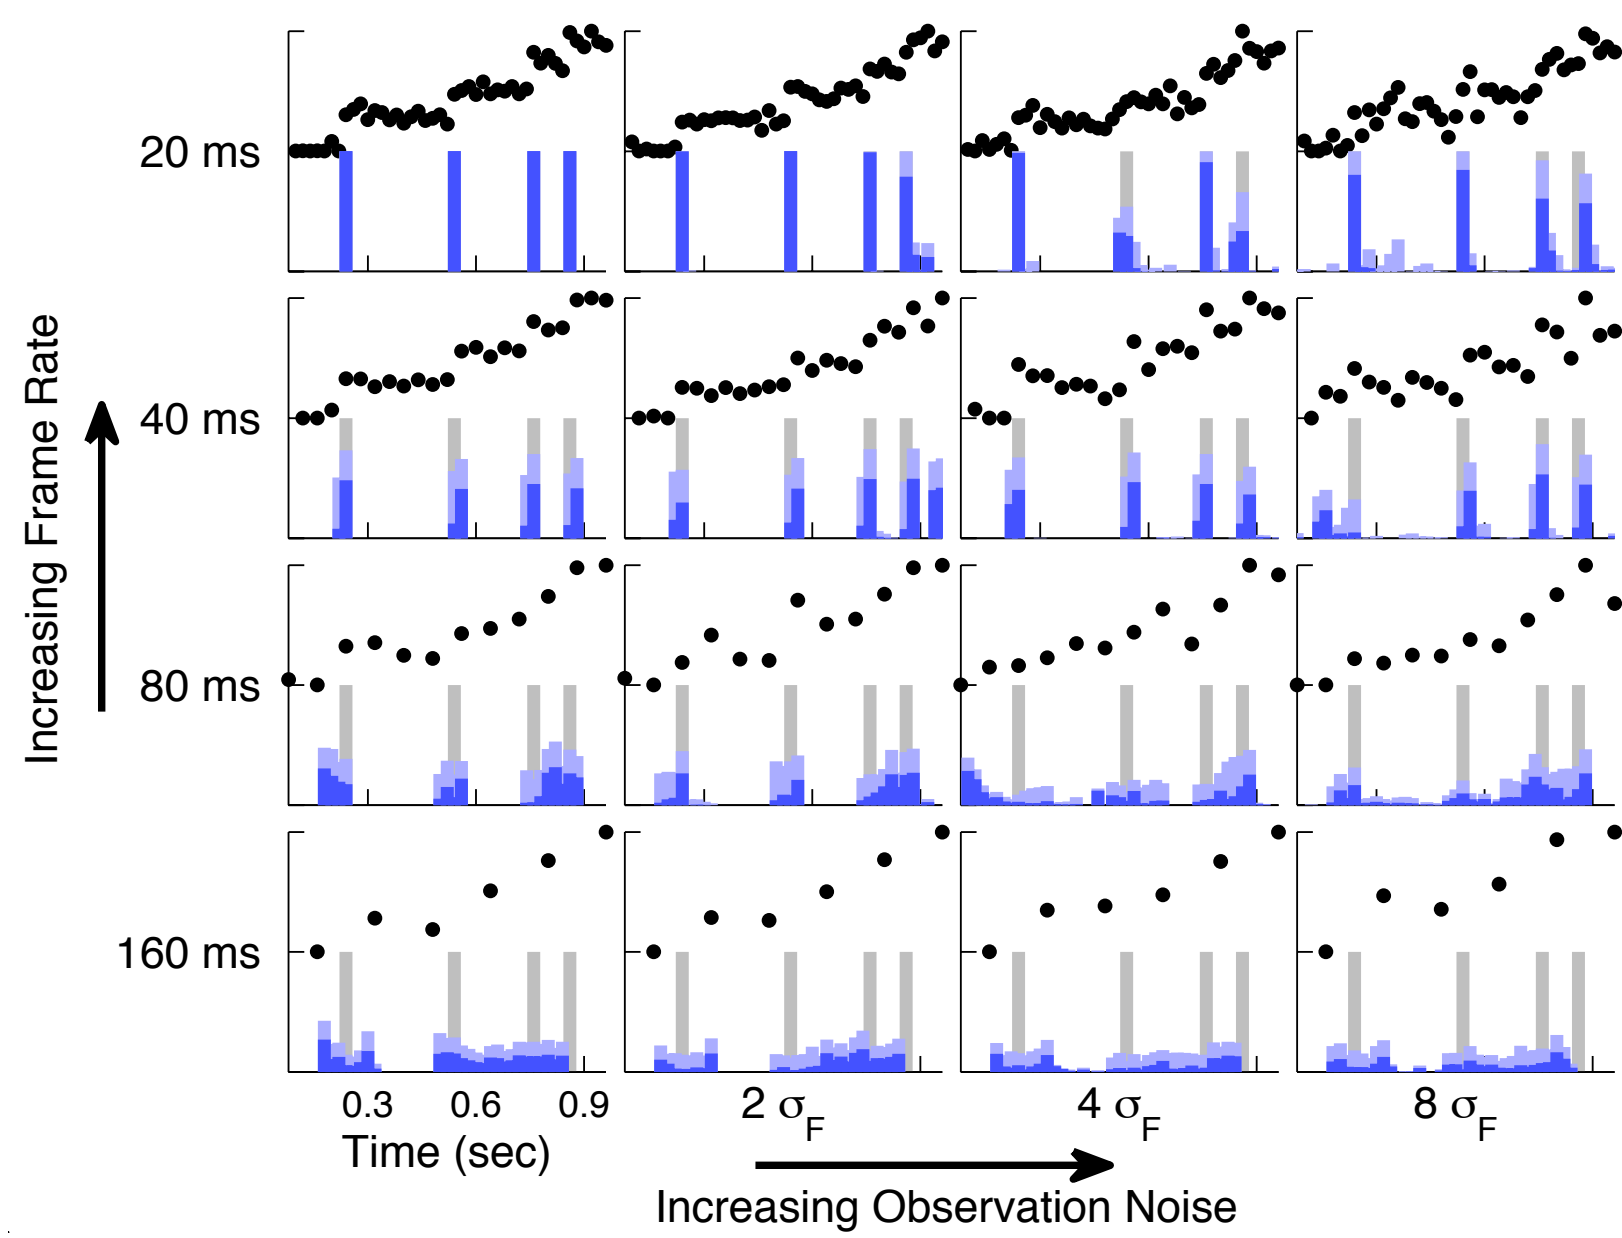 Increasing Frame Rate
20 ms
40 ms
80 ms
160 ms
0.3 0.6 0.9
Time (sec)
2 σF
4 σF
8 σF
Increasing Observation Noise